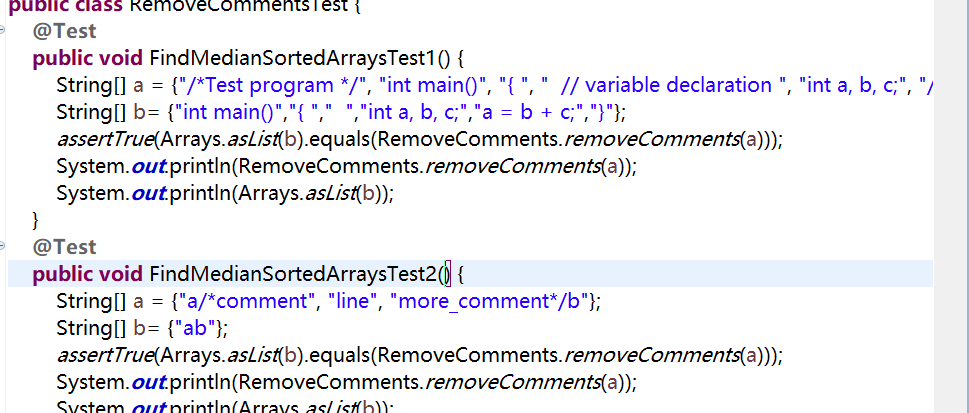 public class RemoveCommentsTest {
@Test
public void FindMedianSortedArraysTest1() {
String[] a = {"/*Test program */", "int main()", "{ ", "  // variable declaration ", "int a, b, c;", "/
String[] b= {"int main()","{ ","  ","int a, b, c;","a = b + c;","}"};
assertTrue(Arrays.asList(b).equals(RemoveComments.removeComments(a)));
System.out.println(RemoveComments.removeComments(a));
System.out.println(Arrays.asList(b));
}
@Test
public void FindMedianSortedArraysTest2() {
String[] a = {"a/*comment", "line", "more_comment*/b"};
String[] b= {"ab"};
assertTrue(Arrays.asList(b).equals(RemoveComments.removeComments(a)));
System.out.println(RemoveComments.removeComments(a));
System.out.println(Arrays.asList(b));